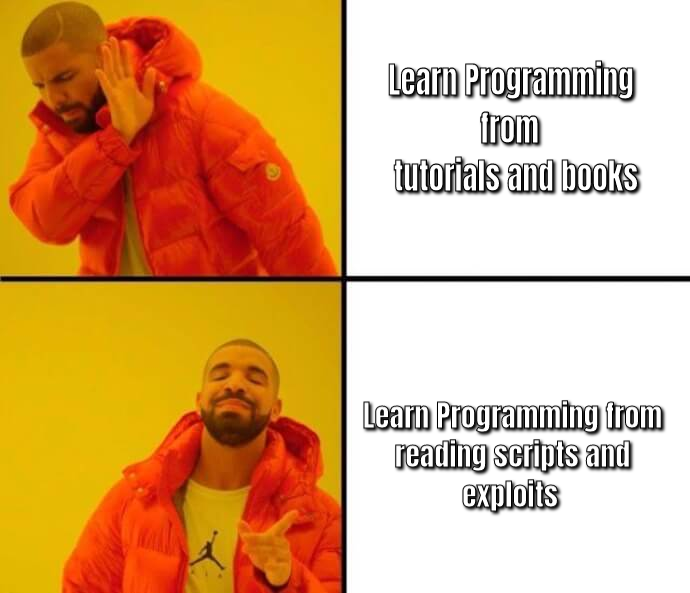 Learn Programming
from
tutorials and books
Learn Programming from
reading scripts and
exploits